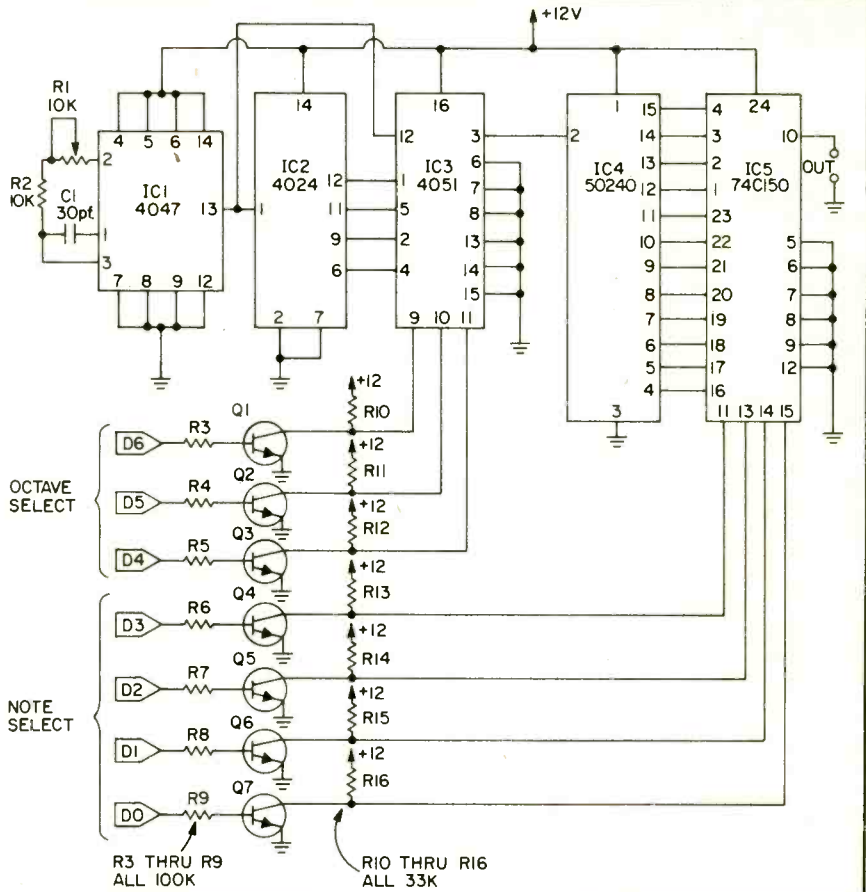 +12V
R1
10K
R2
10K
C1
30pf.
4 5 6 14
2
IC1
4047
13
1
3
7 8 9 12
14
IC2
4024
1
12
11
9
6
2 7
16
12
IC3
4051
3
1
5
2
4
6
7
8
13
14
15
9 10 11
1
2
IC4
50240
15
14
13
12
11
10
9
8
7
6
5
4
3
24
4
3
2
1
23
22
21
20
19
18
17
16
IC5
74C150
10
OUT
5
6
7
8
9
12
11 13 14 15
OCTAVE
SELECT
D6 R3 Q1 +12 R10
D5 R4 Q2 +12 R11
D4 R5 Q3 +12 R12
NOTE
SELECT
D3 R6 Q4 +12 R13
D2 R7 Q5 +12 R14
D1 R8 Q6 +12 R15
D0 R9 Q7 +12 R16
R3 THRU R9
ALL 100K
R10 THRU R16
ALL 33K